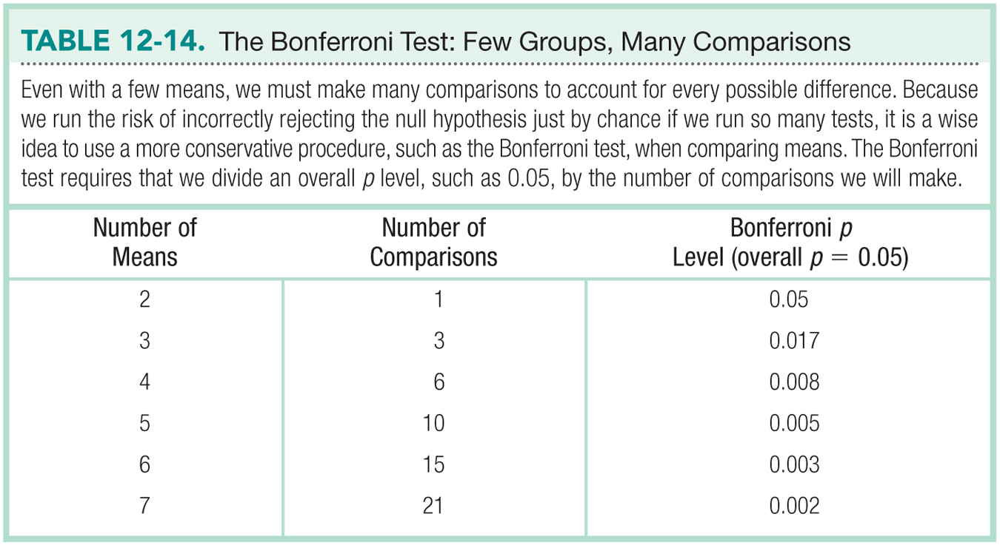 TABLE 12-14. The Bonferroni Test: Few Groups, Many Comparisons
Even with a few means, we must make many comparisons to account for every possible difference. Because
we run the risk of incorrectly rejecting the null hypothesis just by chance if we run so many tests, it is a wise
idea to use a more conservative procedure, such as the Bonferroni test, when comparing means. The Bonferroni
test requires that we divide an overall p level, such as 0.05, by the number of comparisons we will make.
Number of Number of Bonferroni p
Means Comparisons Level (overall p = 0.05)
2 1 0.05
3 3 0.017
4 6 0.008
5 10 0.005
6 15 0.003
7 21 0.002